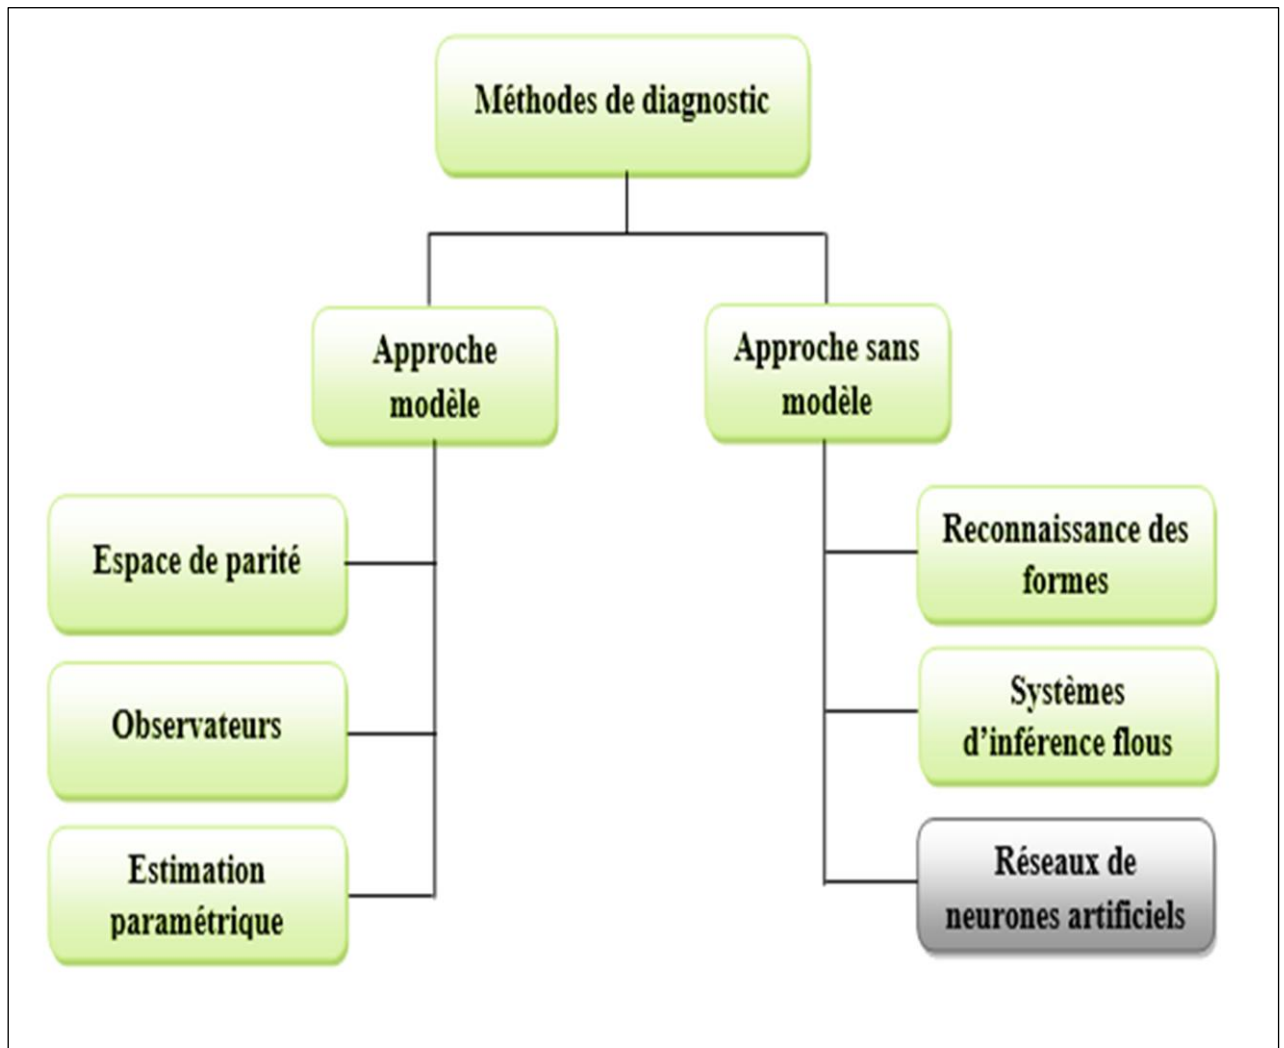 Méthodes de diagnostic
Approche
modèle
Approche sans
modèle
Espace de parité
Observateurs
Estimation
paramétrique
Reconnaissance des
formes
Systèmes
d’inférence flous
Réseaux de
neurones artificiels